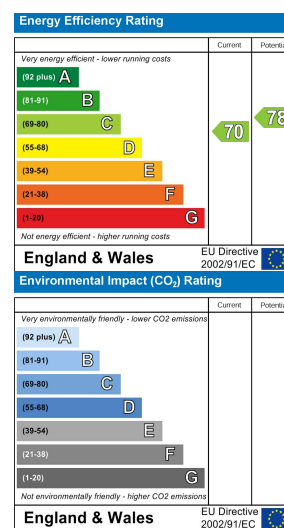 Energy Efficiency Rating
Current Potenti
Very energy efficient - lower running costs
(92 plus) A
(81-91) B
(69-80) C
(55-68) D
(39-54) E
(21-38) F
(1-20) G
70
78
Not energy efficient - higher running costs
England & Wales
EU Directive
2002/91/EC
Environmental Impact (CO₂) Rating
Current Potenti
Very environmentally friendly - lower CO2 emissions
(92 plus) A
(81-91) B
(69-80) C
(55-68) D
(39-54) E
(21-38) F
(1-20) G
Not environmentally friendly - higher CO2 emissions
England & Wales
EU Directive
2002/91/EC